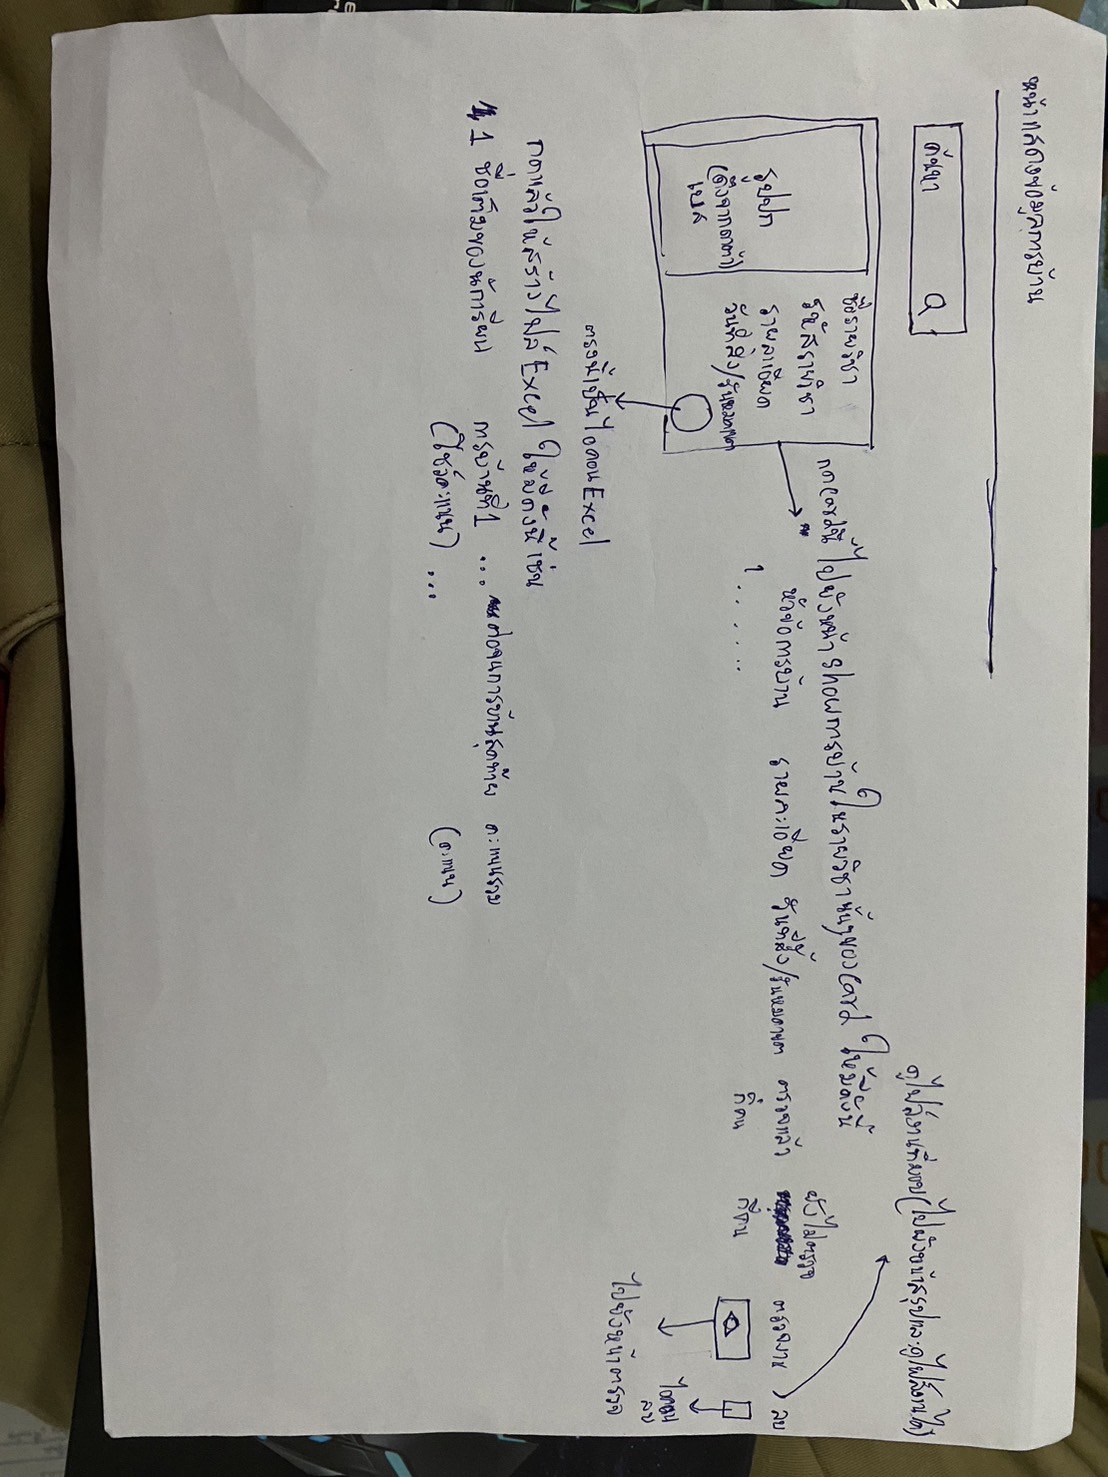 หน้าแสดงข้อมูลการบ้าน
ค้นหา
ดูไฟล์งานที่มอบ(ไปยังหน้าสรุปและดูไฟล์งานได้)
ชื่อรายวิชา
รหัสรายวิชา
รายละเอียด
วันที่สั่ง/วันหมดเขต
รูปปก
(ดึงจากดาต้า)
เบส
กดcardนี้ ไปยังหน้า showการบ้านในรายวิชานั้นๆของcard ให้มีดังนี้
หัวข้อการบ้าน รายละเอียด วันที่สั่ง/วันหมดเขต ตรวจแล้ว ยังไม่ตรวจ ตรวจงาน ลบ
1 .......
กี่คน กี่คน
ไอคอน
ลบ
ไปยังหน้าตรวจ
ตรงนี้เป็นไอคอน Excel
กดแล้วให้สร้างไฟล์ Excel ให้มีดังนี้ เช่น
1 ชื่อเต็มของนักเรียน การบ้านที่1 ... ต่อจนการบ้านสุดท้าย คะแนนรวม
(โชว์คะแนน) ... (คะแนน)